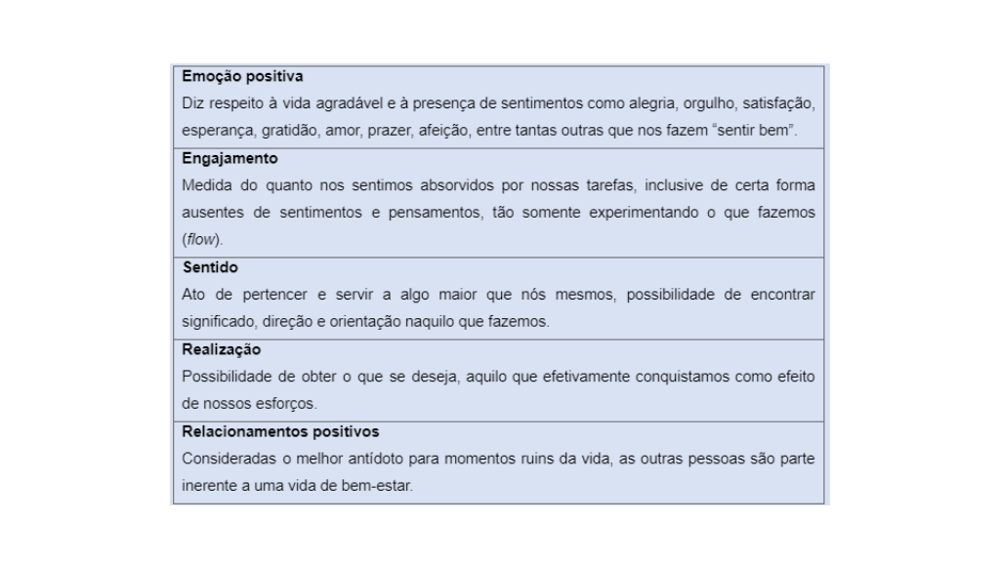 Emoção positiva
Diz respeito à vida agradável e à presença de sentimentos como alegria, orgulho, satisfação,
esperança, gratidão, amor, prazer, afeição, entre tantas outras que nos fazem “sentir bem”.
Engajamento
Medida do quanto nos sentimos absorvidos por nossas tarefas, inclusive de certa forma
ausentes de sentimentos e pensamentos, tão somente experimentando o que fazemos
(flow).
Sentido
Ato de pertencer e servir a algo maior que nós mesmos, possibilidade de encontrar
significado, direção e orientação naquilo que fazemos.
Realização
Possibilidade de obter o que se deseja, aquilo que efetivamente conquistamos como efeito
de nossos esforços.
Relacionamentos positivos
Consideradas o melhor antídoto para momentos ruins da vida, as outras pessoas são parte
inerente a uma vida de bem-estar.